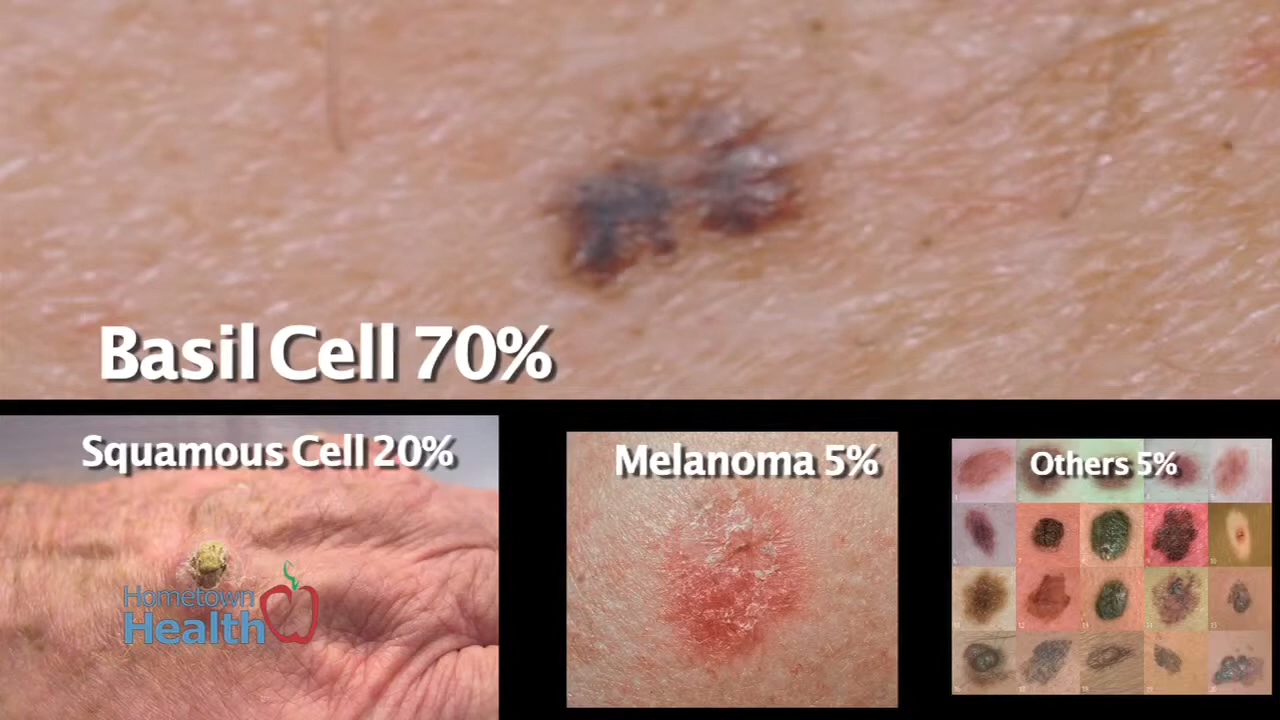 Basil Cell 70%
Squamous Cell 20%
Melanoma 5%
Others 5%
Hometown
Health